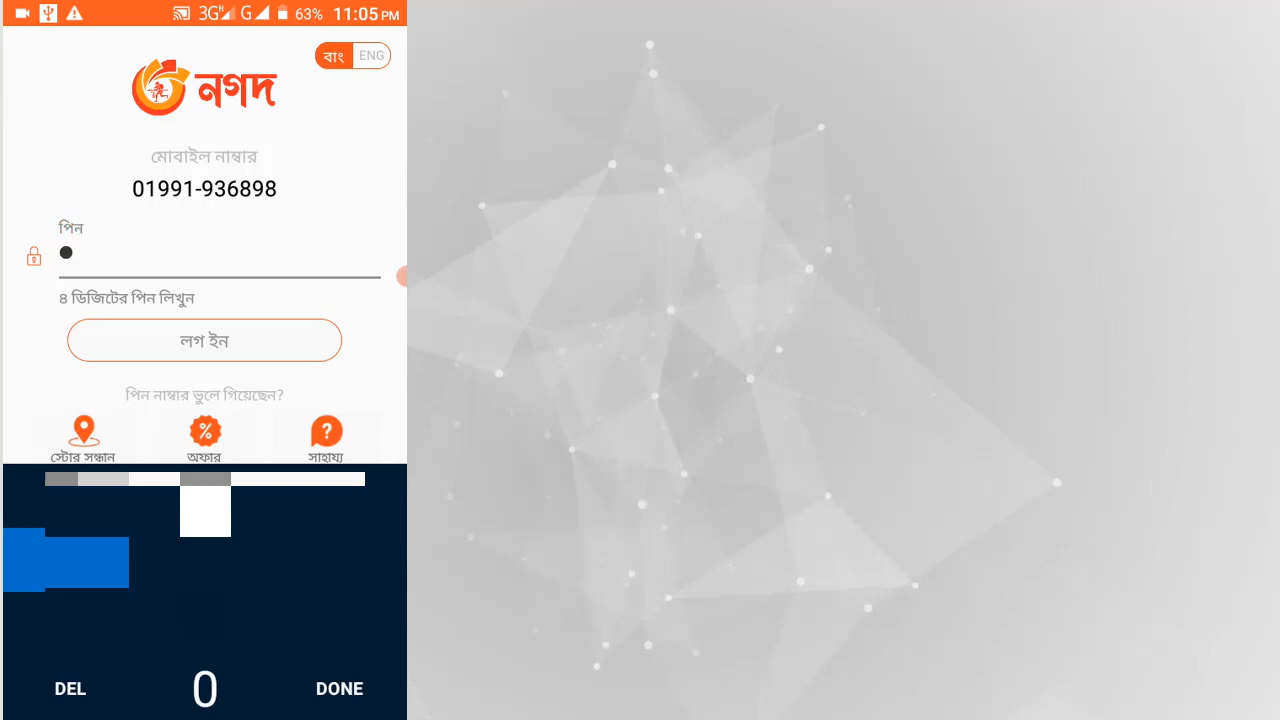 3G H G 63% 11:05 PM
বাং ENG
নগদ
মোবাইল নাম্বার
01991-936898
পিন
৪ ডিজিটের পিন লিখুন
লগ ইন
পিন নাম্বার ভুলে গিয়েছেন?
স্টোর সন্ধান অফার সাহায্য
DEL 0 DONE